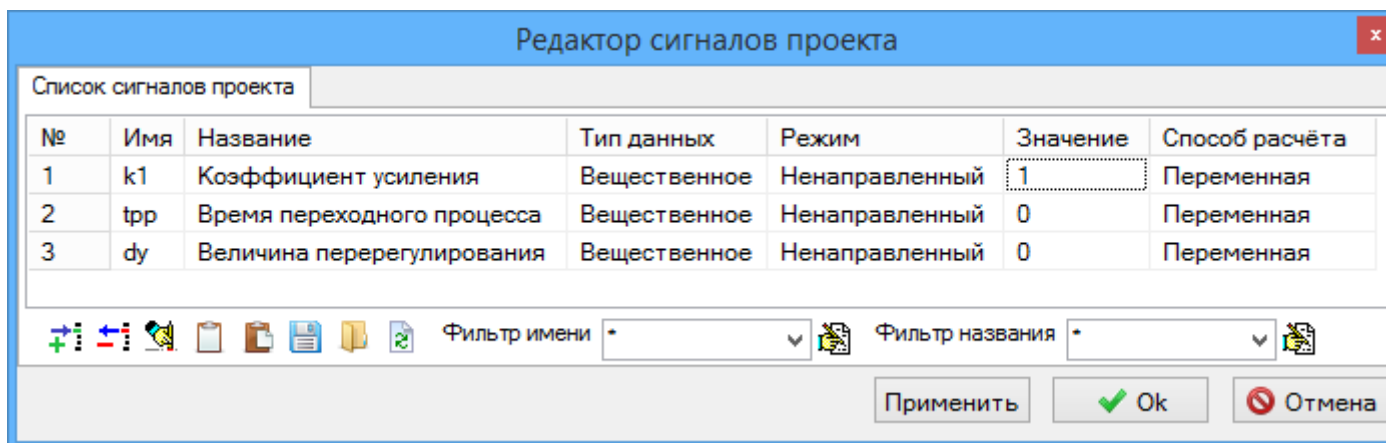 Редактор сигналов проекта
x
Список сигналов проекта
№ Имя Название Тип данных Режим Значение Способ расчёта
1 k1 Коэффициент усиления Вещественное Ненаправленный 1 Переменная
2 tpp Время переходного процесса Вещественное Ненаправленный 0 Переменная
3 dy Величина перерегулирования Вещественное Ненаправленный 0 Переменная
Фильтр имени * Фильтр названия *
Применить Ok Отмена